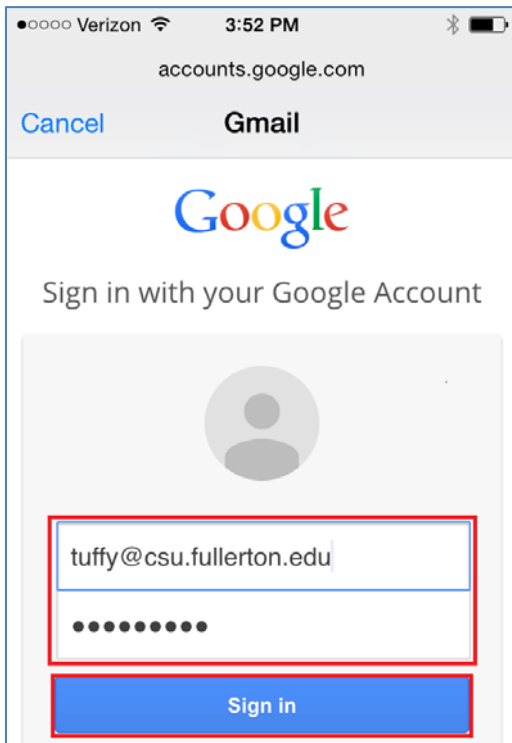 Verizon 3:52 PM
accounts.google.com
Cancel Gmail
Google
Sign in with your Google Account
tuffy@csu.fullerton.edu
●●●●●●●●●
Sign in